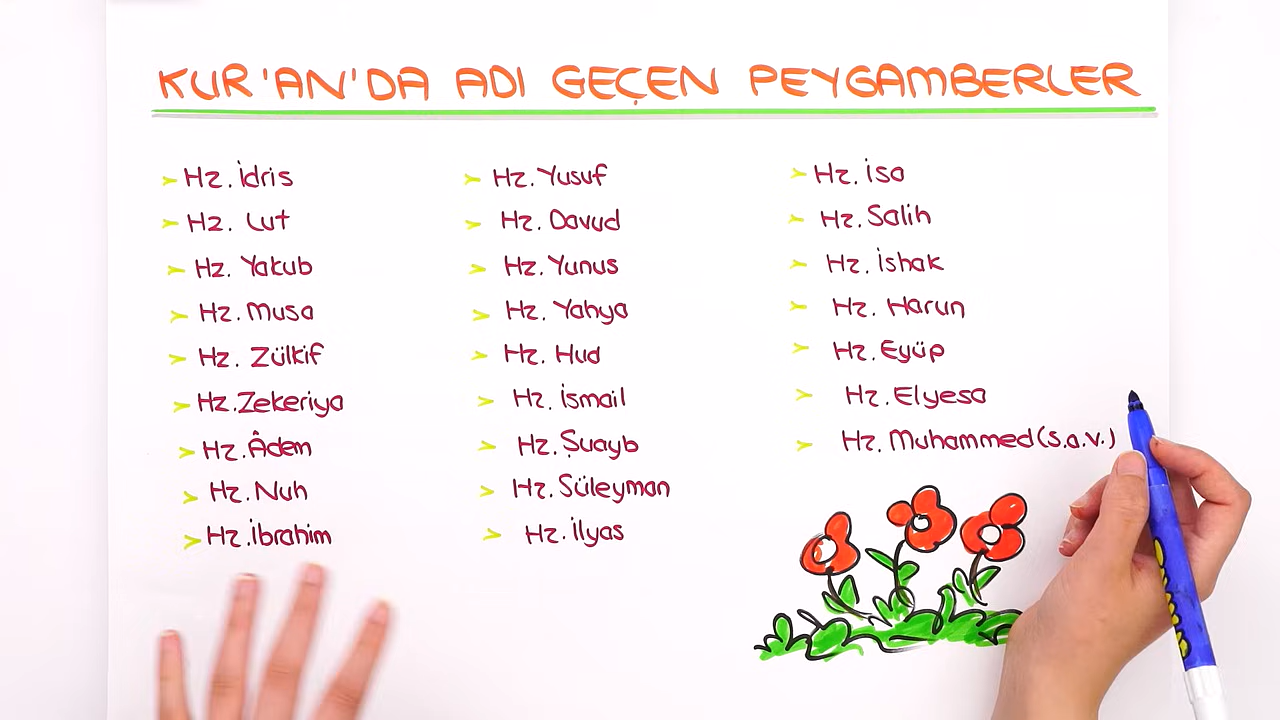 KUR'AN'DA ADI GEÇEN PEYGAMBERLER
Hz. İdris
Hz. Lut
Hz. Yakub
Hz. Musa
Hz. Zülkif
Hz. Zekeriya
Hz. Âdem
Hz. Nuh
Hz. İbrahim
Hz. Yusuf
Hz. Davud
Hz. Yunus
Hz. Yahya
Hz. Hud
Hz. İsmail
Hz. Şuayb
Hz. Süleyman
Hz. İlyas
Hz. İsa
Hz. Salih
Hz. İshak
Hz. Harun
Hz. Eyüp
Hz. Elyesa
Hz. Muhammed (s.a.v.)